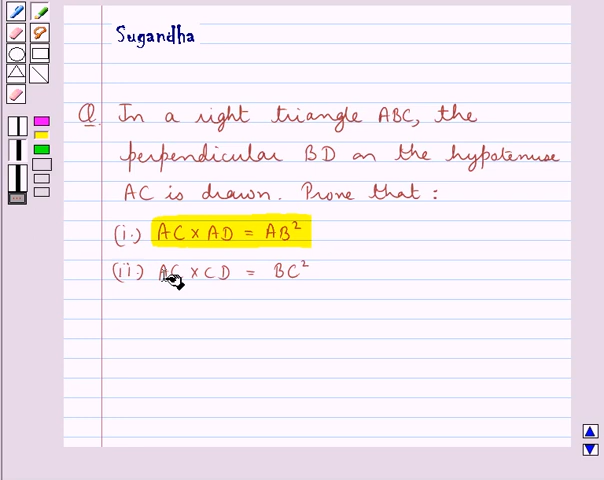 Sugandha
Q. In a right triangle ABC, the
perpendicular BD on the hypotenuse
AC is drawn. Prove that :
(i.) AC × AD = AB²
(ii.) AC × CD = BC²